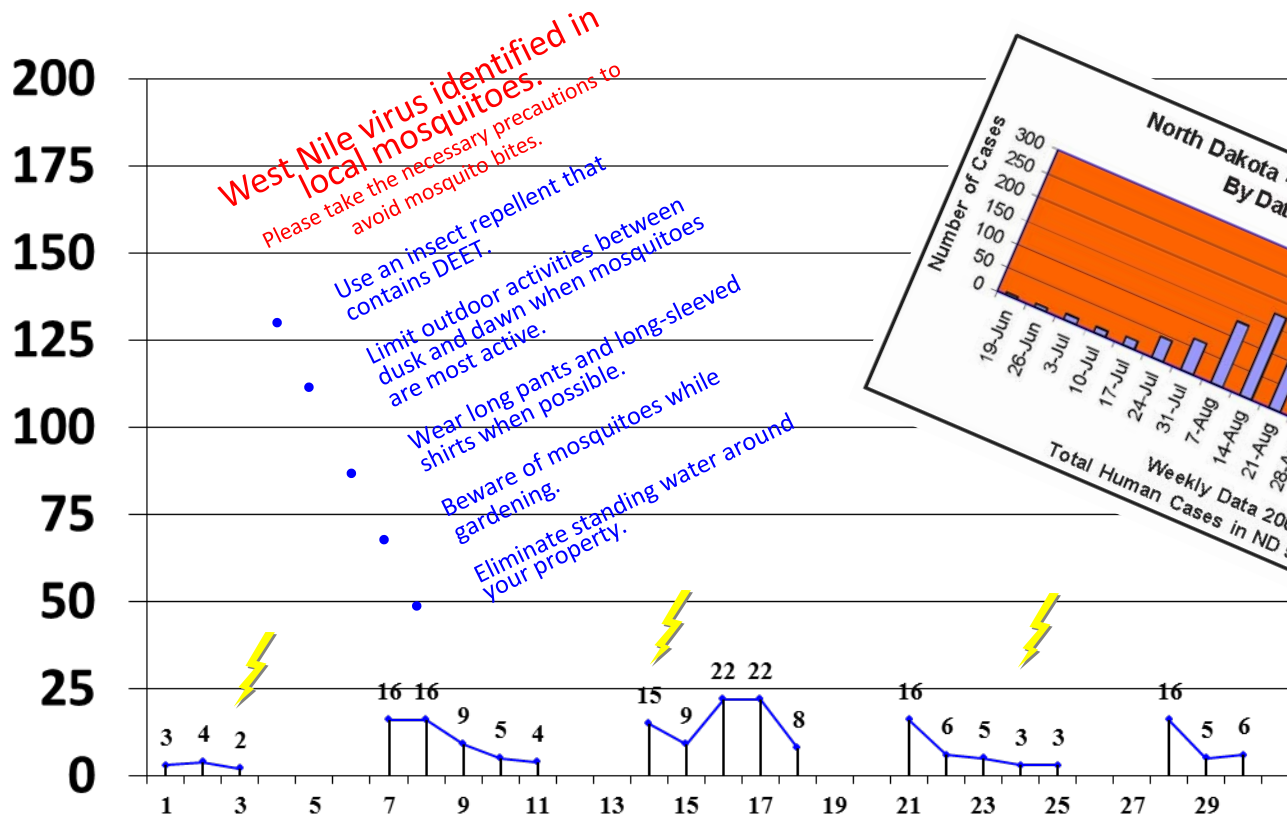 West Nile virus identified in
local mosquitoes.
Please take the necessary precautions to
avoid mosquito bites.
Use an insect repellent that
contains DEET.
Limit outdoor activities between
dusk and dawn when mosquitoes
are most active.
Wear long pants and long-sleeved
shirts when possible.
Beware of mosquitoes while
gardening.
Eliminate standing water around
your property.
North Dakota
By
Number of Cases
300
250
200
150
100
50
0
19-Jun
26-Jun
3-Jul
10-Jul
17-Jul
24-Jul
31-Jul
7-Aug
14-Aug
21-Aug
Weekly Data
Total Human Cases in ND
200
175
150
125
100
75
50
25
0
3 4 2 16 16 9 5 4 15 9 22 22 8 16 6 5 3 3 16 5 6
1 3 5 7 9 11 13 15 17 19 21 23 25 27 29